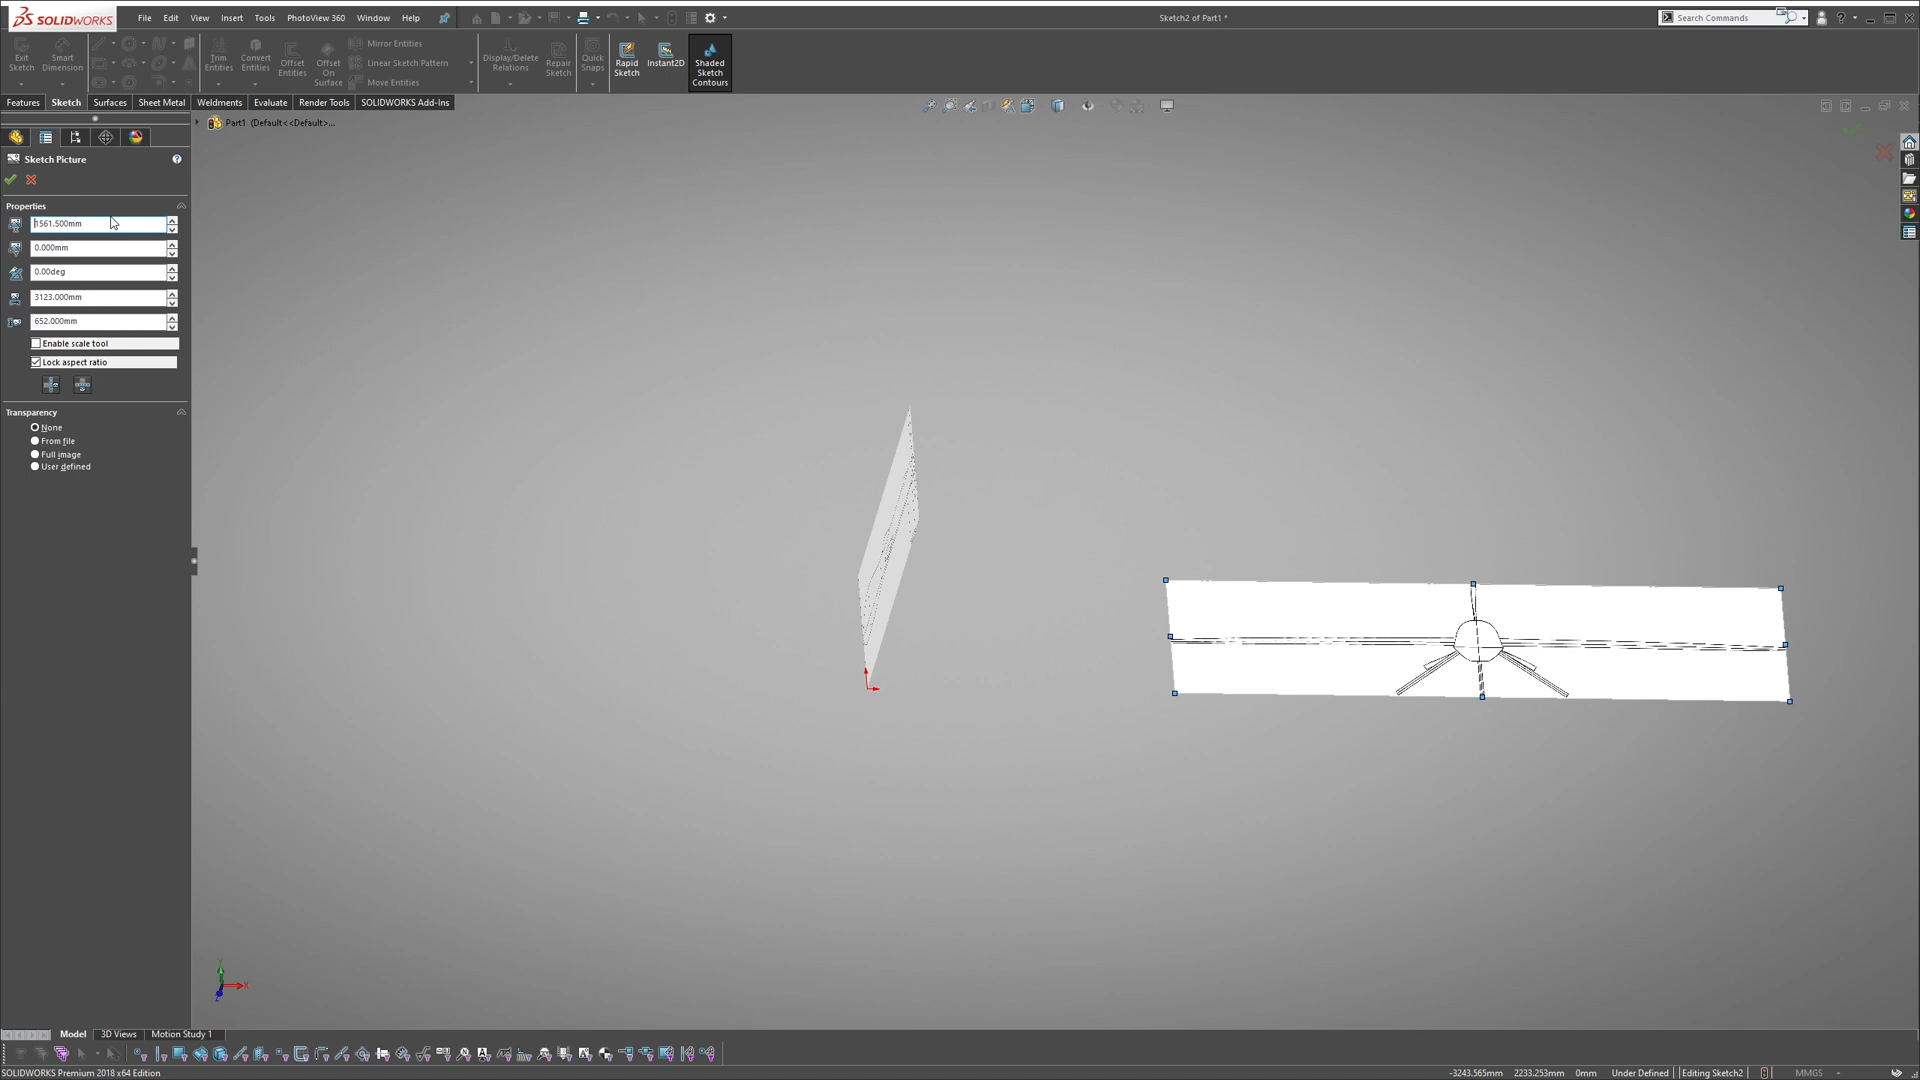 SOLIDWORKS File Edit View Insert Tools PhotoView 360 Window Help Sketch2 of Part1 * Search Commands
Exit Sketch
Smart Dimension
Trim Entities
Convert Entities
Offset Entities
Offset On Surface
Mirror Entities
Linear Sketch Pattern
Move Entities
Display/Delete Relations
Repair Sketch
Quick Snaps
Rapid Sketch
Instant2D
Shaded Sketch Contours
Features Sketch Surfaces Sheet Metal Weldments Evaluate Render Tools SOLIDWORKS Add-Ins
Part1 (Default<<Default>...
Sketch Picture
Properties
1561.500mm
0.000mm
0.00deg
3123.000mm
652.000mm
Enable scale tool
Lock aspect ratio
Transparency
None
From file
Full image
User defined
Y
X
Z
Model 3D Views Motion Study 1
SOLIDWORKS Premium 2018 x64 Edition -3243.565mm 2233.253mm 0mm Under Defined Editing Sketch2 MMGS